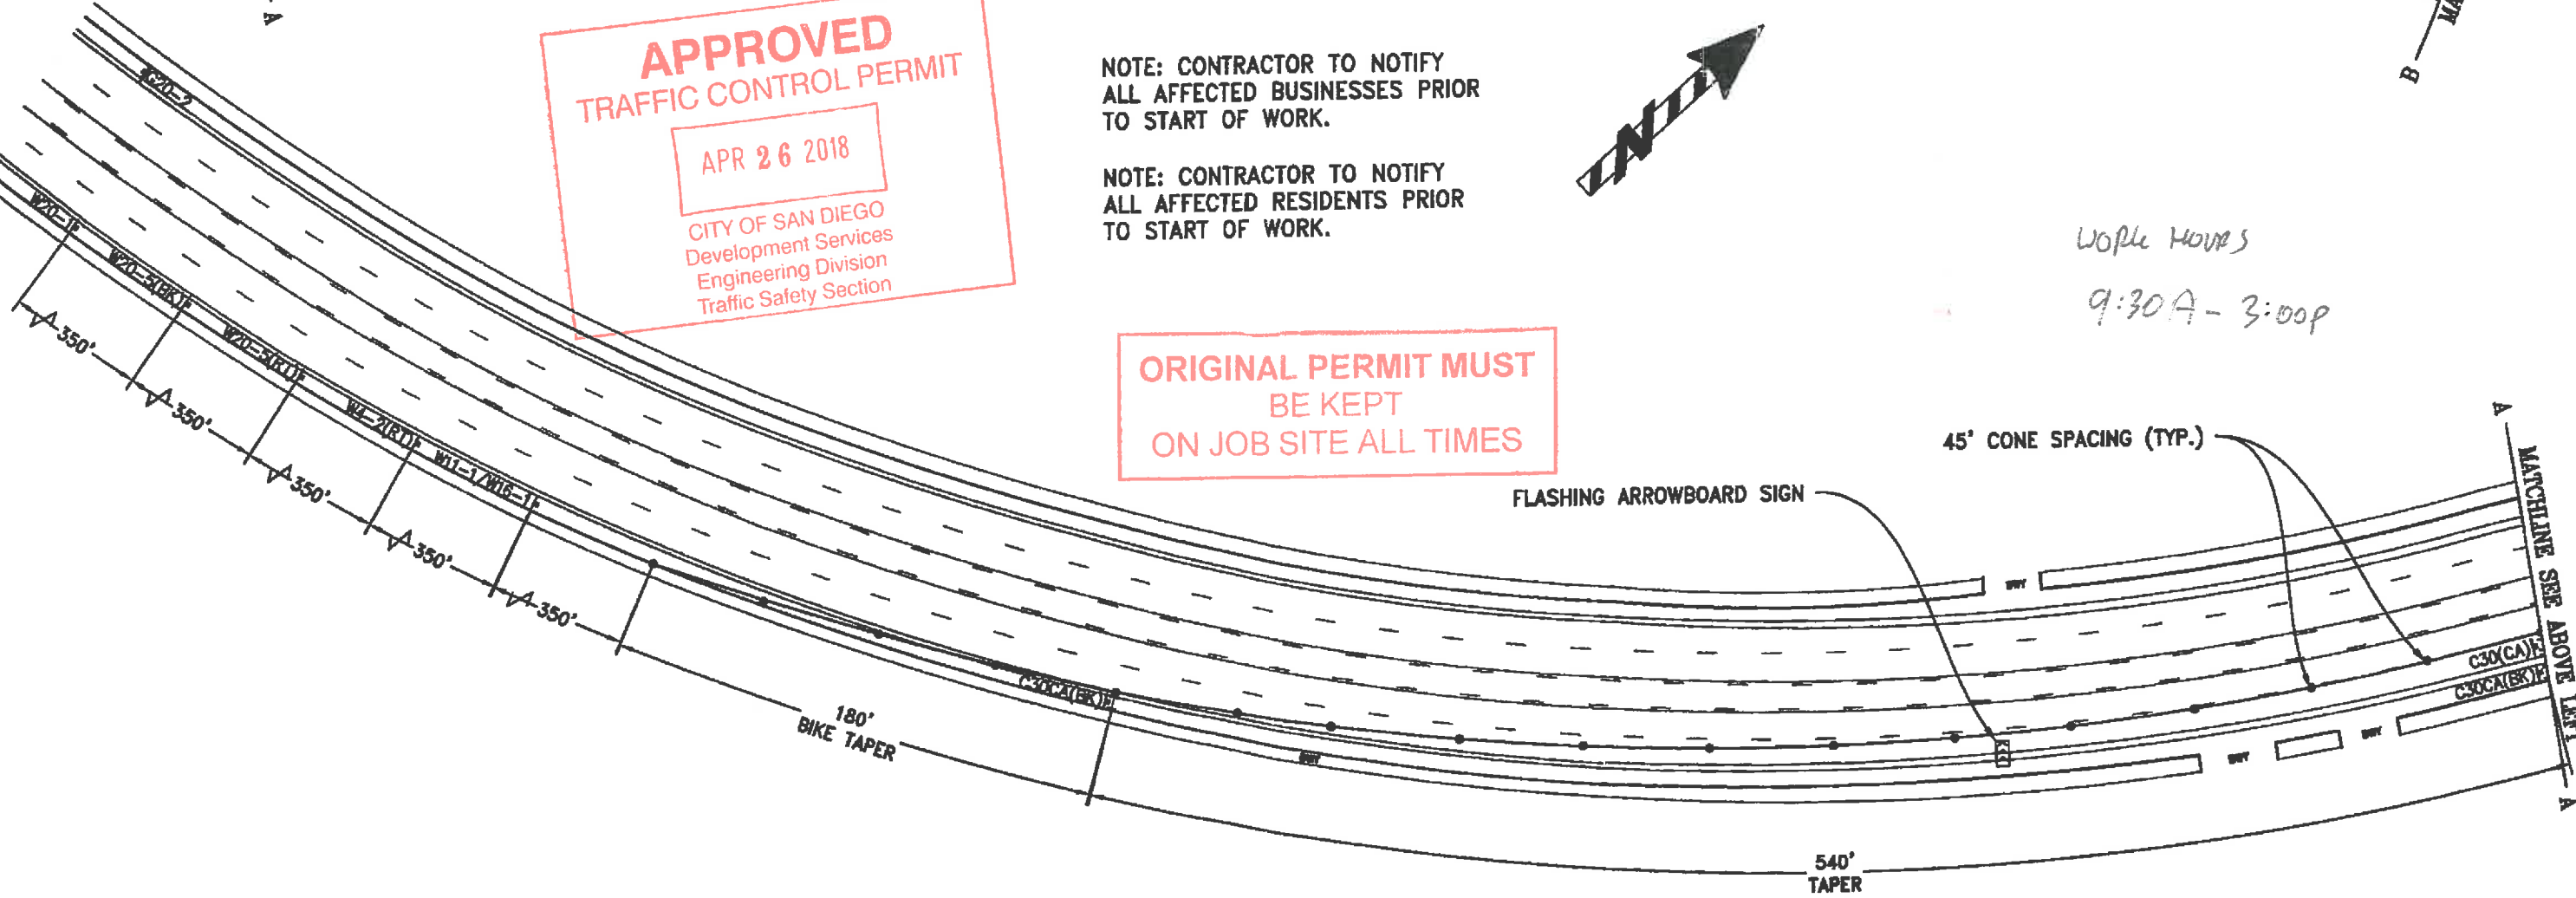 A
APPROVED
TRAFFIC CONTROL PERMIT
APR 26 2018
CITY OF SAN DIEGO
Development Services
Engineering Division
Traffic Safety Section
NOTE: CONTRACTOR TO NOTIFY
ALL AFFECTED BUSINESSES PRIOR
TO START OF WORK.
NOTE: CONTRACTOR TO NOTIFY
ALL AFFECTED RESIDENTS PRIOR
TO START OF WORK.
N
B
MA
WORK HOURS
9:30A - 3:00P
ORIGINAL PERMIT MUST
BE KEPT
ON JOB SITE ALL TIMES
G20-2
W20-1
W20-5(BK)
W20-5(RT)
W4-2(RT)
W11-1/W16-1
350'
350'
350'
350'
350'
180'
BIKE TAPER
C30CA(BK)
FLASHING ARROWBOARD SIGN
45' CONE SPACING (TYP.)
DWY
DWY
DWY
DWY
C30(CA)
C30CA(BK)
A
MATCHLINE SEE ABOVE LEFT
A
540'
TAPER